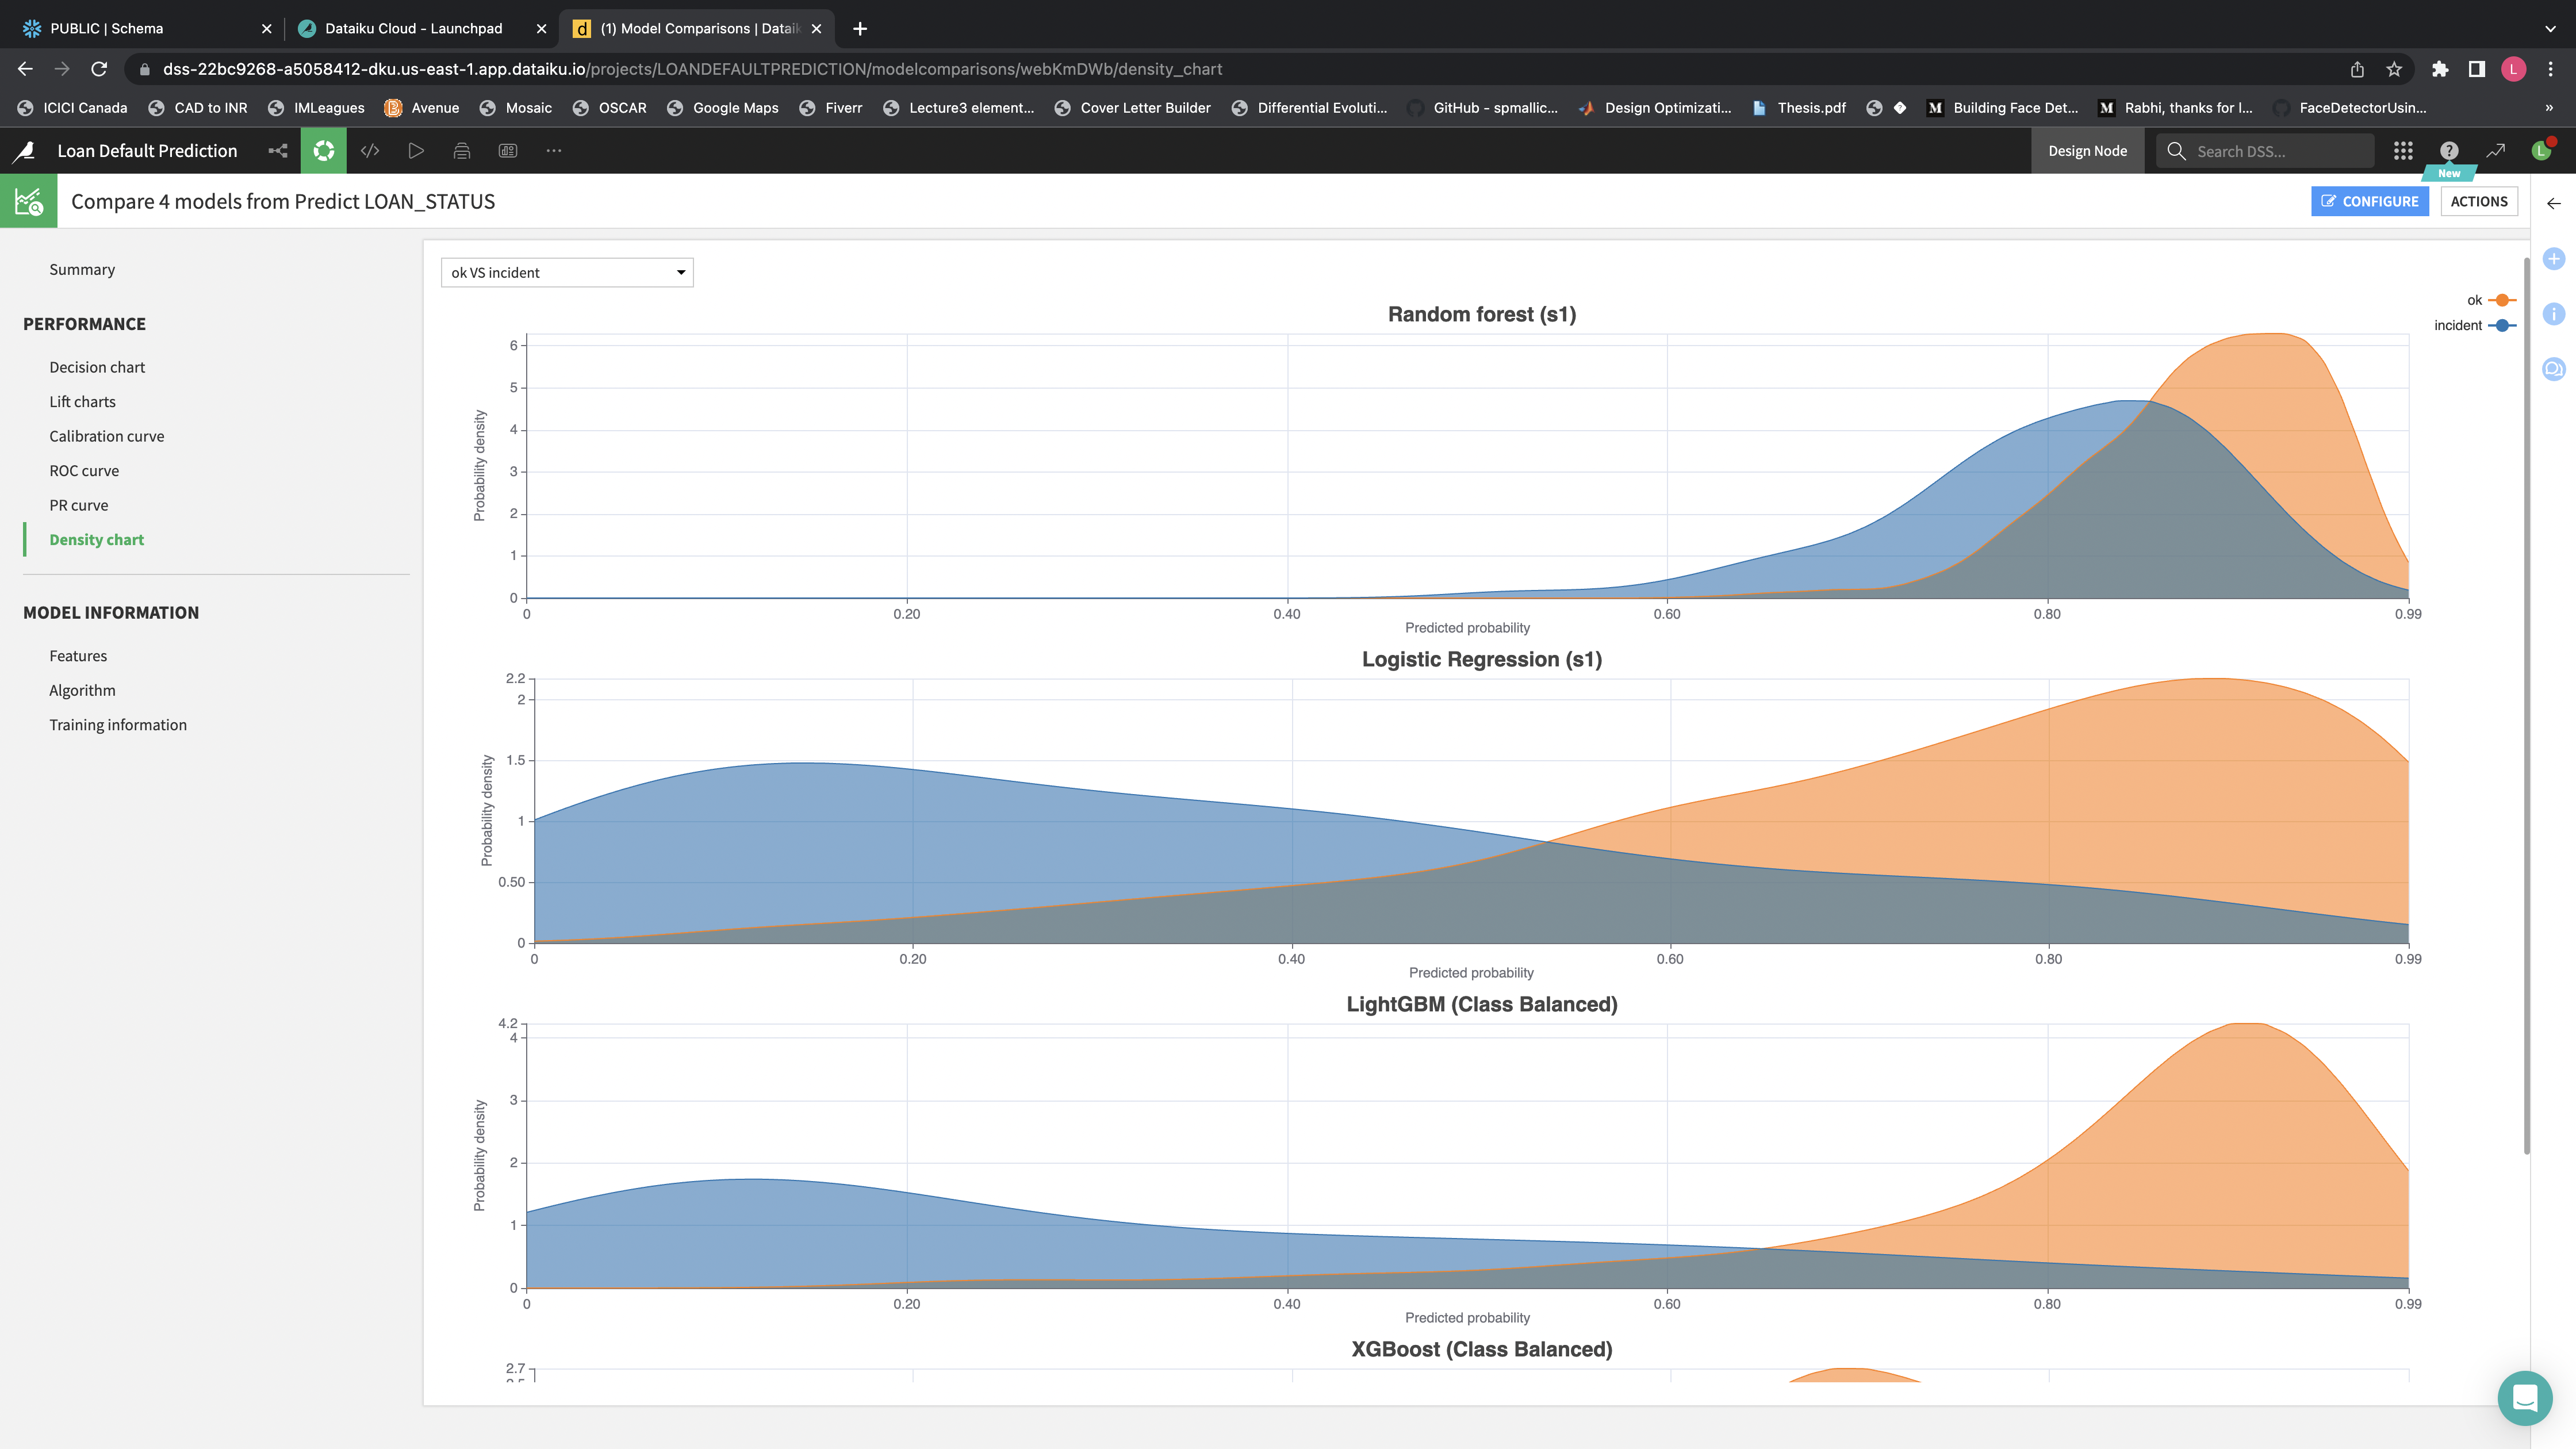 PUBLIC | Schema
Dataiku Cloud - Launchpad
(1) Model Comparisons | Dataik
dss-22bc9268-a5058412-dku.us-east-1.app.dataiku.io/projects/LOANDEFAULTPREDICTION/modelcomparisons/webKmDWb/density_chart
L
ICICI Canada
CAD to INR
IMLeagues
Avenue
Mosaic
OSCAR
Google Maps
Fiverr
Lecture3 element...
Cover Letter Builder
Differential Evoluti...
GitHub - spmallic...
Design Optimizati...
Thesis.pdf
Building Face Det...
Rabhi, thanks for I...
FaceDetectorUsin...
»
Loan Default Prediction
Design Node
Search DSS...
L
New
Compare 4 models from Predict LOAN_STATUS
CONFIGURE
ACTIONS
Summary
PERFORMANCE
Decision chart
Lift charts
Calibration curve
ROC curve
PR curve
Density chart
MODEL INFORMATION
Features
Algorithm
Training information
ok VS incident
ok
incident
Random forest (s1)
Probability density
6
5
4
3
2
1
0
0 0.20 0.40 0.60 0.80 0.99
Predicted probability
Logistic Regression (s1)
Probability density
2.2
2
1.5
1
0.50
0
0 0.20 0.40 0.60 0.80 0.99
Predicted probability
LightGBM (Class Balanced)
Probability density
4.2
4
3
2
1
0
0 0.20 0.40 0.60 0.80 0.99
Predicted probability
XGBoost (Class Balanced)
2.7